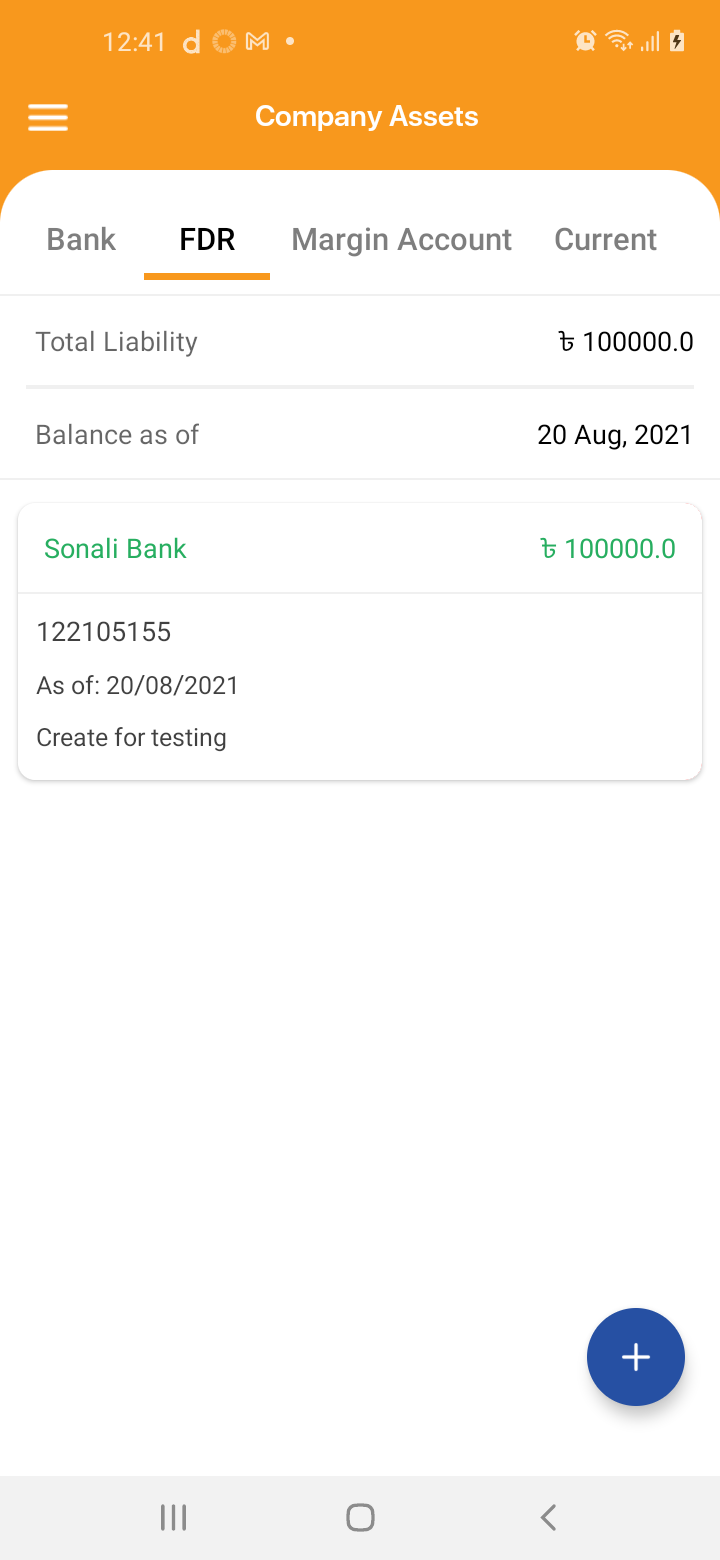 12:41
Company Assets
Bank FDR Margin Account Current
Total Liability ৳ 100000.0
Balance as of 20 Aug, 2021
Sonali Bank ৳ 100000.0
122105155
As of: 20/08/2021
Create for testing